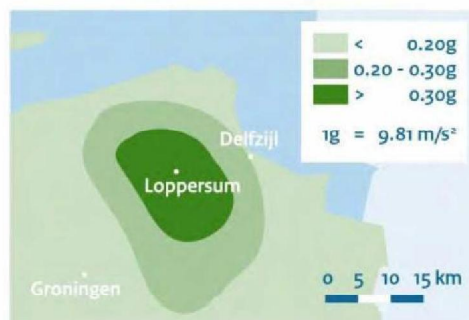 < 0.20g
0.20 - 0.30g
> 0.30g
1g = 9.81 m/s²
Delfzijl
Loppersum
Groningen
0 5 10 15 km